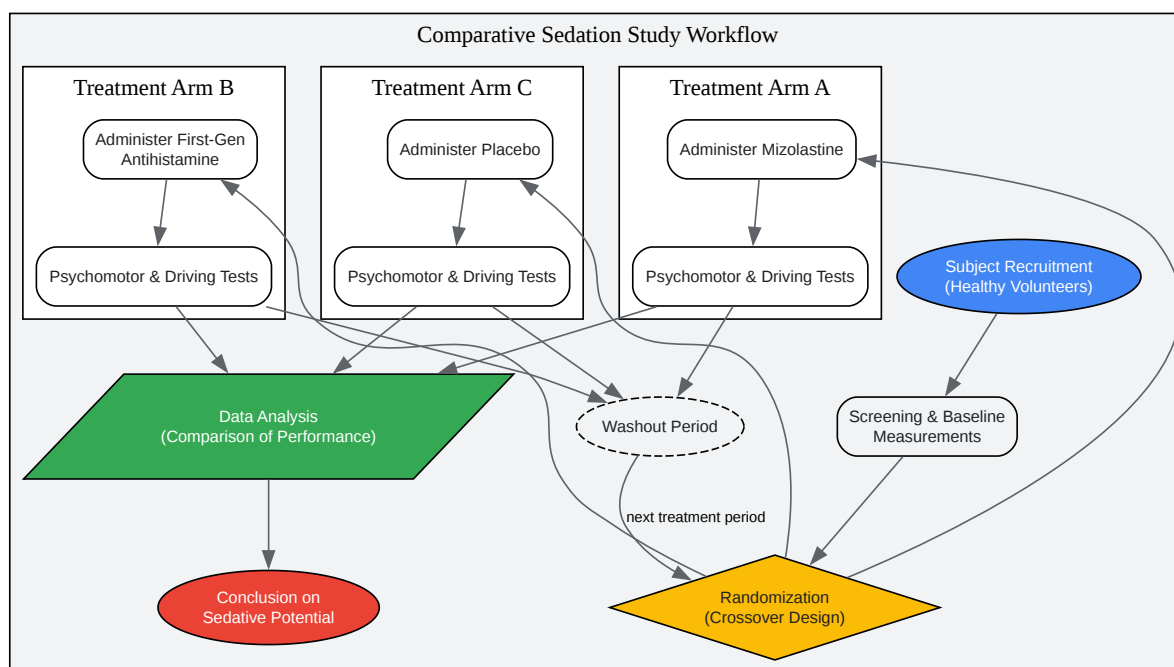 Comparative Sedation Study Workflow
Treatment Arm B
Treatment Arm C
Treatment Arm A
Administer First-Gen
Antihistamine
Administer Placebo
Administer Mizolastine
Psychomotor & Driving Tests
Psychomotor & Driving Tests
Psychomotor & Driving Tests
Subject Recruitment
(Healthy Volunteers)
Data Analysis
(Comparison of Performance)
Washout Period
Screening & Baseline
Measurements
next treatment period
Conclusion on
Sedative Potential
Randomization
(Crossover Design)